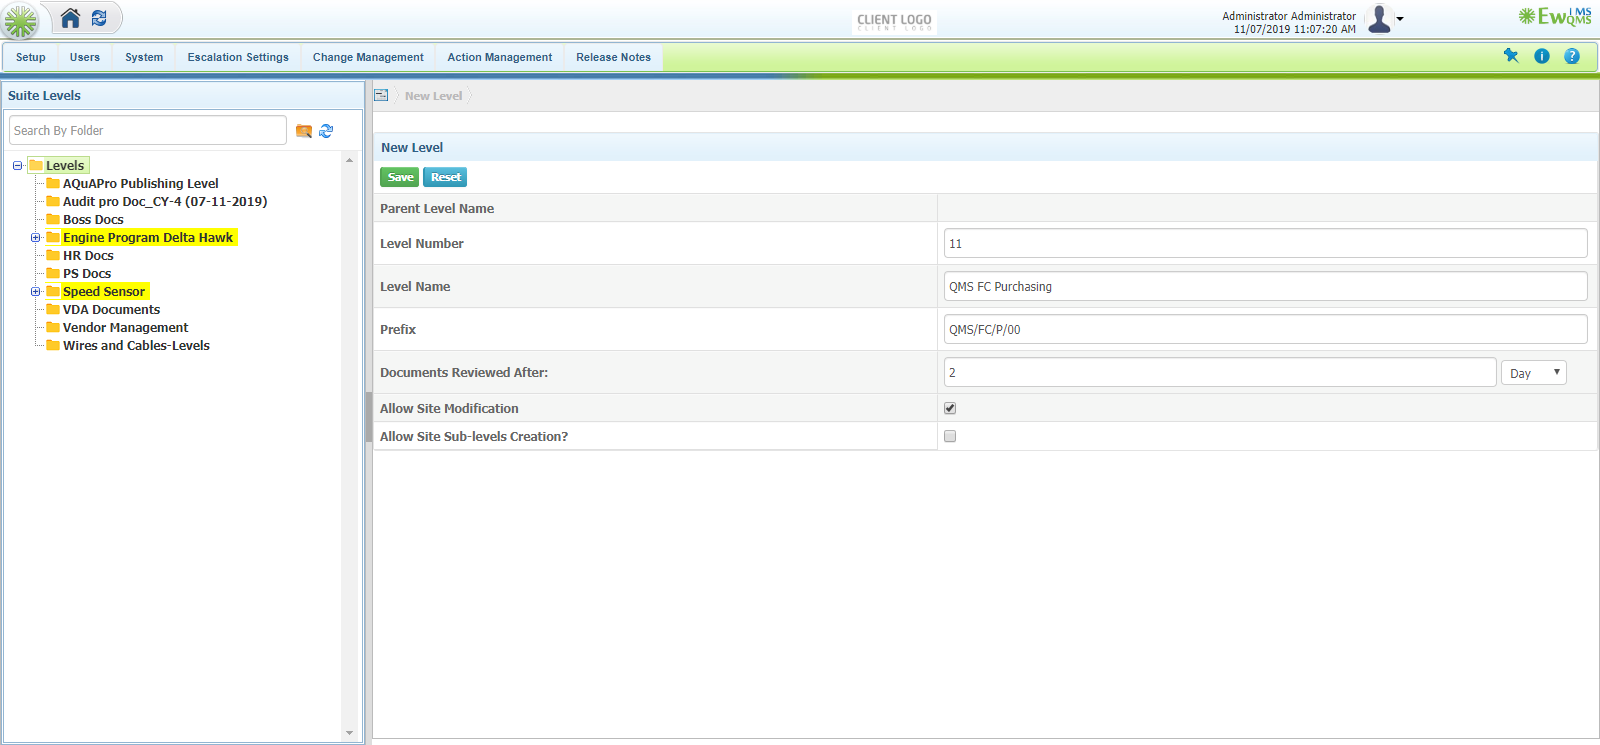 CLIENT LOGO
CLIENT LOGO
Administrator Administrator
11/07/2019 11:07:20 AM
EwQMS
IMS
Setup
Users
System
Escalation Settings
Change Management
Action Management
Release Notes
Suite Levels
Search By Folder
Levels
AQuAPro Publishing Level
Audit pro Doc_CY-4 (07-11-2019)
Boss Docs
Engine Program Delta Hawk
HR Docs
PS Docs
Speed Sensor
VDA Documents
Vendor Management
Wires and Cables-Levels
New Level
New Level
Save
Reset
Parent Level Name
Level Number
11
Level Name
QMS FC Purchasing
Prefix
QMS/FC/P/00
Documents Reviewed After:
2
Day
Allow Site Modification
Allow Site Sub-levels Creation?